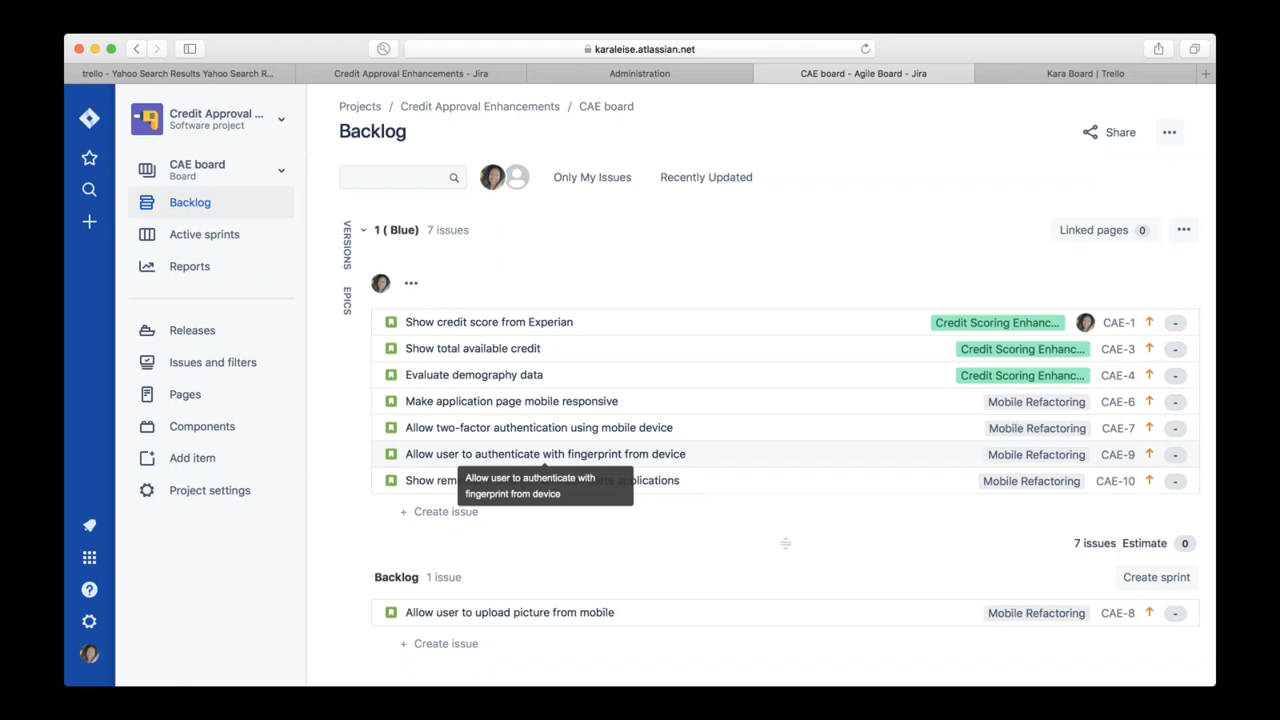 karaleise.atlassian.net
trello - Yahoo Search Results Yahoo Search R...
Credit Approval Enhancements - Jira
Administration
CAE board - Agile Board - Jira
Kara Board | Trello
Credit Approval ...
Software project
CAE board
Board
Backlog
Active sprints
Reports
Releases
Issues and filters
Pages
Components
Add item
Project settings
Projects / Credit Approval Enhancements / CAE board
Backlog
Share
Only My Issues
Recently Updated
VERSIONS
EPICS
1 ( Blue) 7 issues
Linked pages 0
Show credit score from Experian Credit Scoring Enhanc... CAE-1 -
Show total available credit Credit Scoring Enhanc... CAE-3 -
Evaluate demography data Credit Scoring Enhanc... CAE-4 -
Make application page mobile responsive Mobile Refactoring CAE-6 -
Allow two-factor authentication using mobile device Mobile Refactoring CAE-7 -
Allow user to authenticate with fingerprint from device Mobile Refactoring CAE-9 -
Allow user to authenticate with
fingerprint from device
Show applications Mobile Refactoring CAE-10 -
+ Create issue
7 issues Estimate 0
Backlog 1 issue
Create sprint
Allow user to upload picture from mobile Mobile Refactoring CAE-8 -
+ Create issue